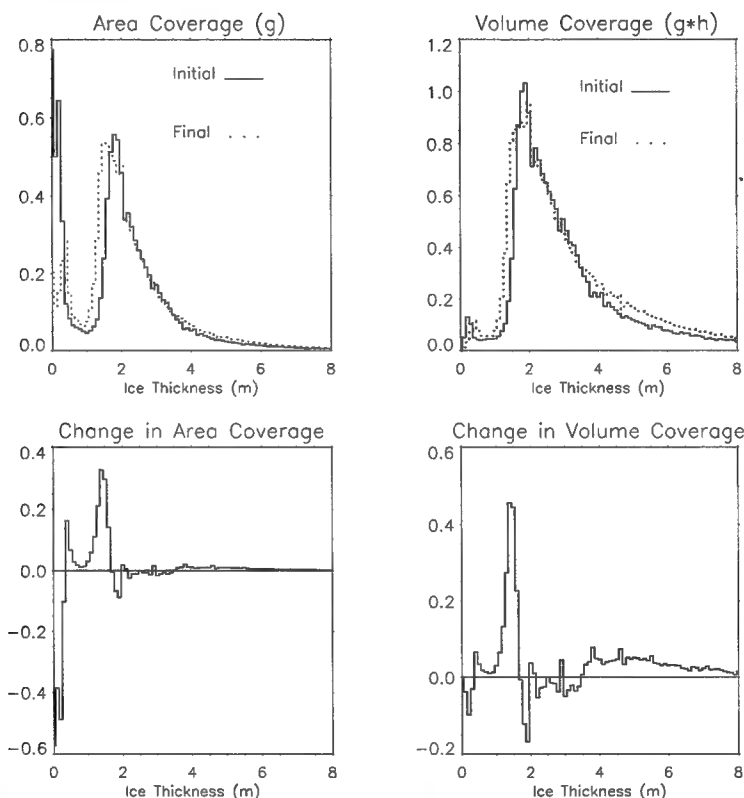 Area Coverage (g)
0.8
0.6
0.4
0.2
0.0
Initial
Final
0 2 4 6 8
Ice Thickness (m)
Volume Coverage (g*h)
1.2
1.0
0.8
0.6
0.4
0.2
0.0
Initial
Final
0 2 4 6 8
Ice Thickness (m)
Change in Area Coverage
0.4
0.2
0.0
-0.2
-0.4
-0.6
0 2 4 6 8
Ice Thickness (m)
Change in Volume Coverage
0.6
0.4
0.2
0.0
-0.2
0 2 4 6 8
Ice Thickness (m)